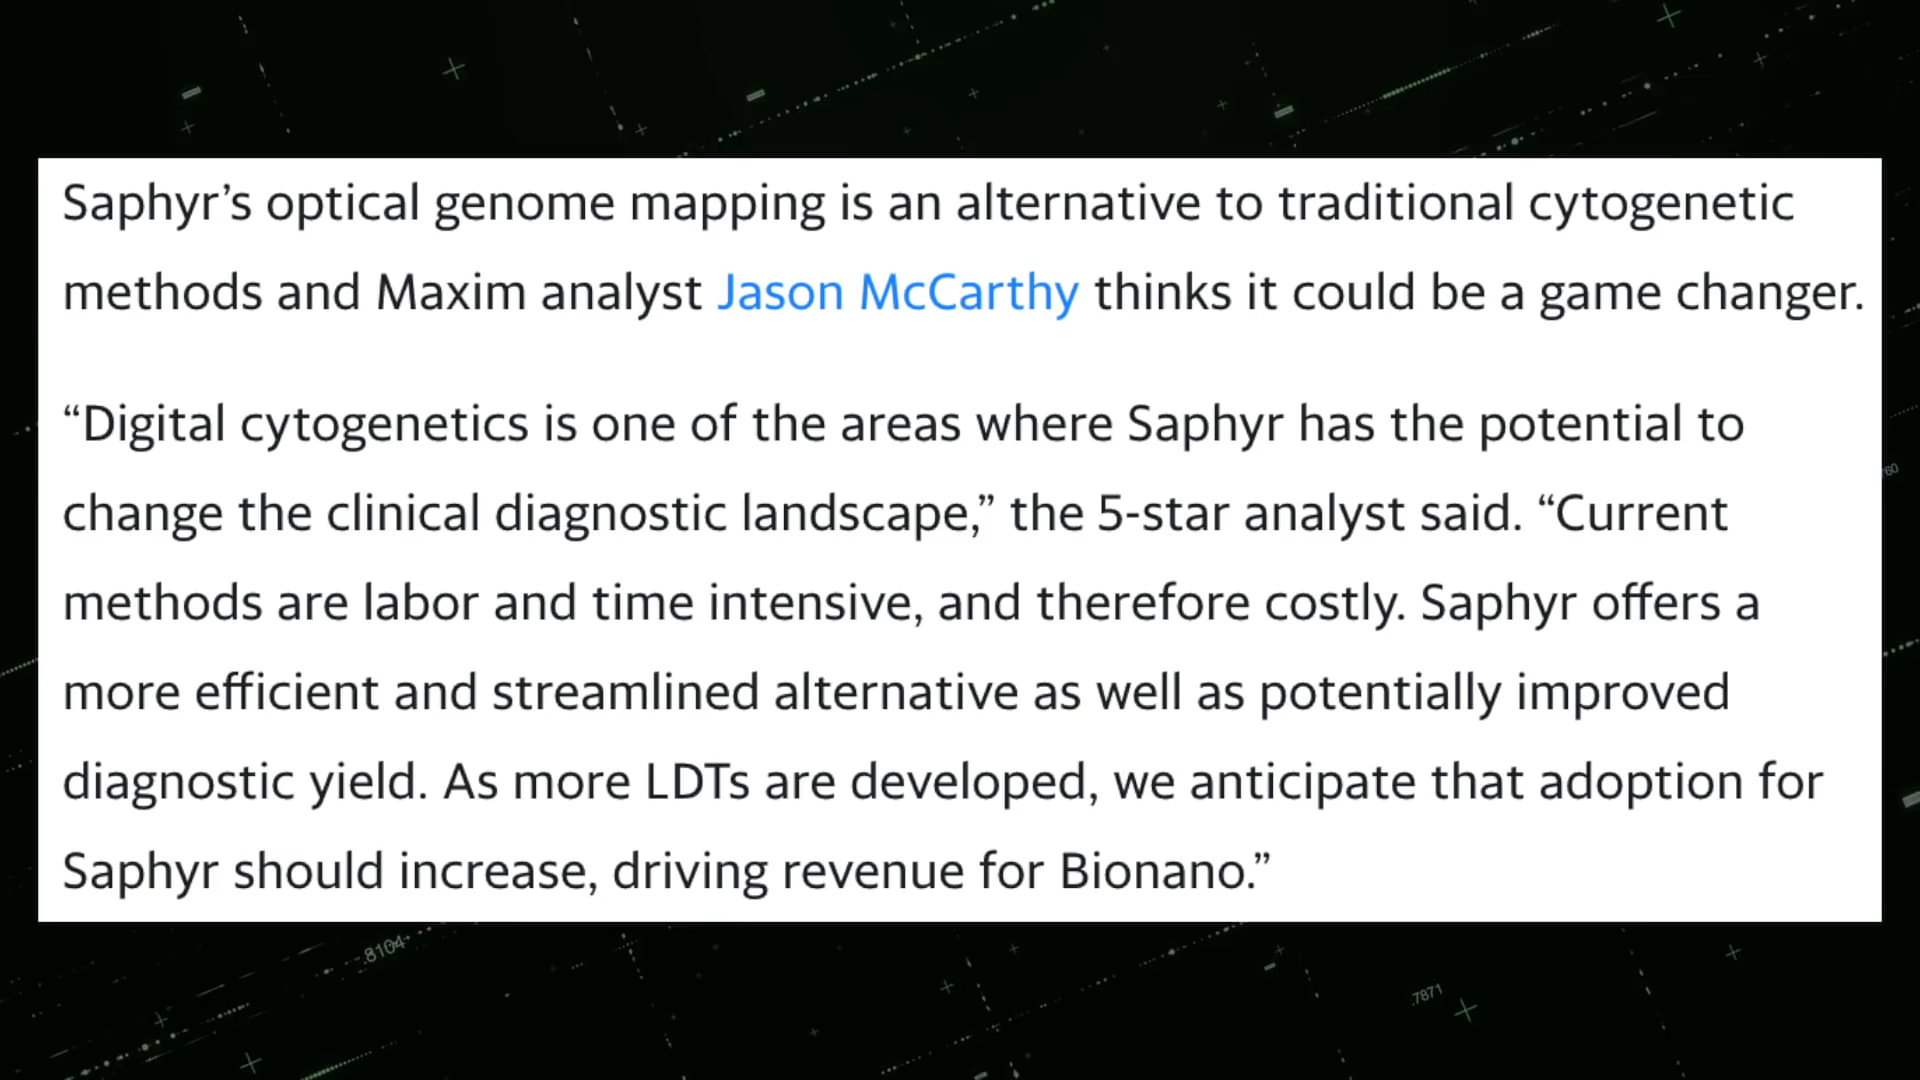 Saphyr’s optical genome mapping is an alternative to traditional cytogenetic
methods and Maxim analyst Jason McCarthy thinks it could be a game changer.
“Digital cytogenetics is one of the areas where Saphyr has the potential to
change the clinical diagnostic landscape,” the 5-star analyst said. “Current
methods are labor and time intensive, and therefore costly. Saphyr offers a
more efficient and streamlined alternative as well as potentially improved
diagnostic yield. As more LDTs are developed, we anticipate that adoption for
Saphyr should increase, driving revenue for Bionano.”
.8104
.7871